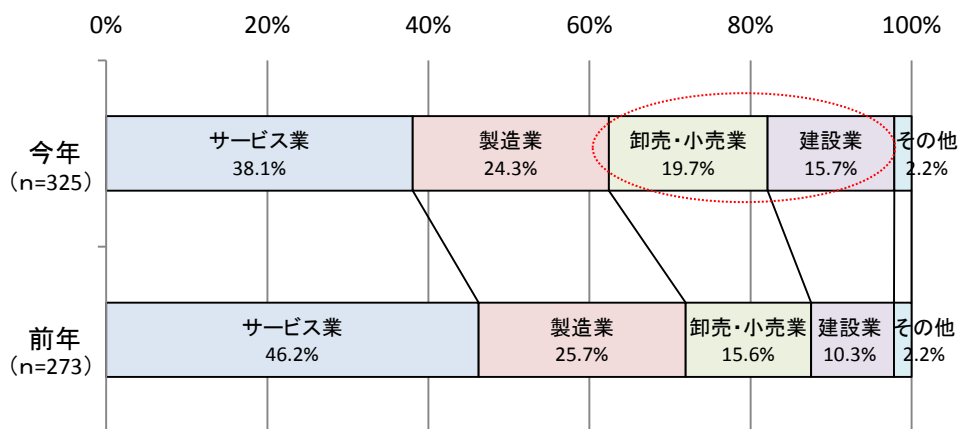 0% 20% 40% 60% 80% 100%
今年
（n=325）
サービス業
38.1%
製造業
24.3%
卸売・小売業
19.7%
建設業
15.7%
その他
2.2%
前年
（n=273）
サービス業
46.2%
製造業
25.7%
卸売・小売業
15.6%
建設業
10.3%
その他
2.2%